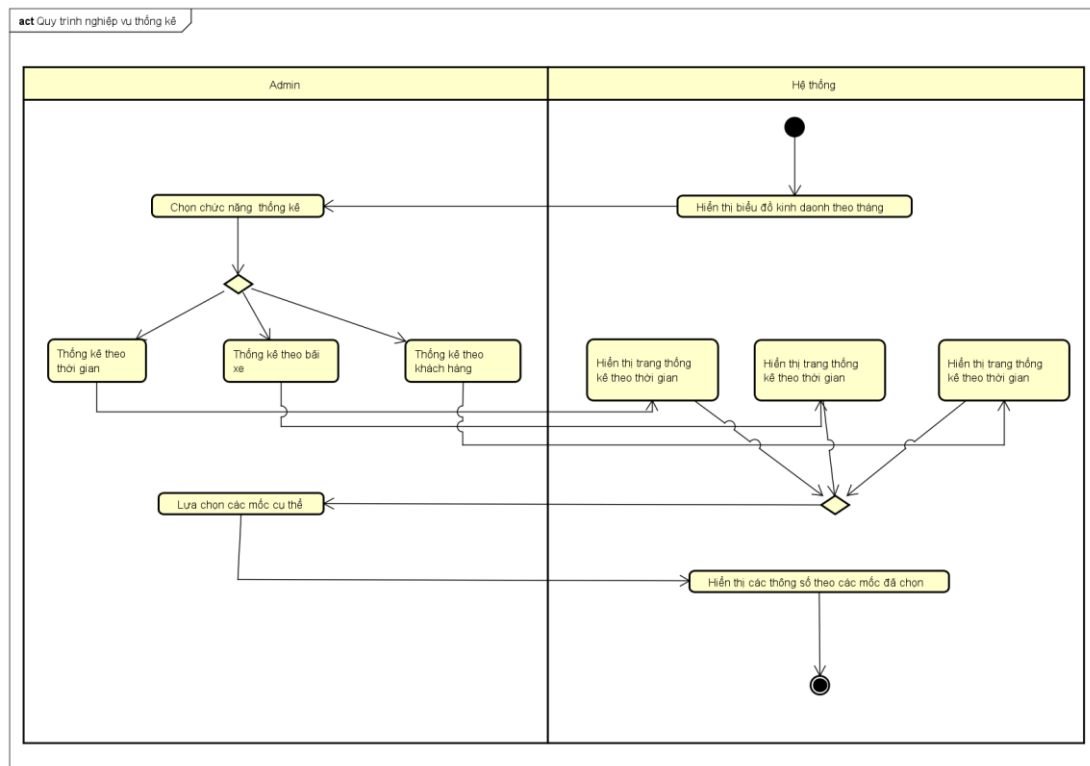 act Quy trình nghiệp vụ thống kê
Admin
Hệ thống
Chọn chức năng thống kê
Hiển thị biểu đồ kinh daonh theo tháng
Thống kê theo
thời gian
Thống kê theo bãi
xe
Thống kê theo
khách hàng
Hiển thị trang thống
kê theo thời gian
Hiển thị trang thống
kê theo thời gian
Hiển thị trang thống
kê theo thời gian
Lựa chọn các mốc cụ thể
Hiển thị các thông số theo các mốc đã chọn